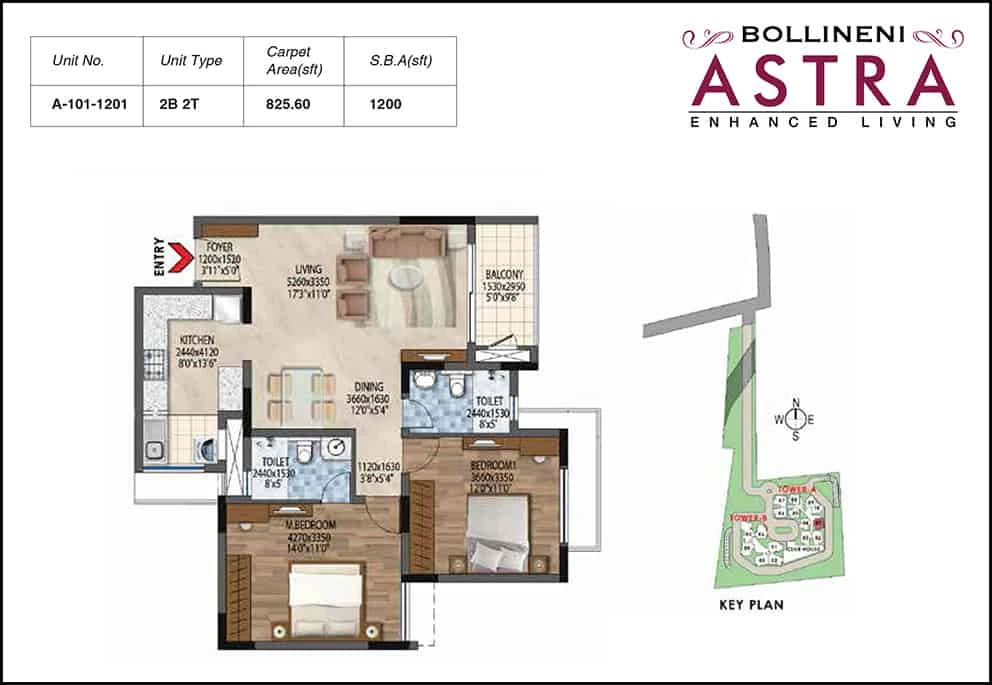 BOLLINENI
ASTRA
ENHANCED LIVING
Unit No. Unit Type Carpet Area(sft) S.B.A(sft)
A-101-1201 2B 2T 825.60 1200
ENTRY
FOYER
1200x1520
3'11"x5'0"
LIVING
5260x3350
17'3"x11'0"
BALCONY
1530x2950
5'0"x9'8"
KITCHEN
2440x4120
8'0"x13'6"
DINING
3660x1630
12'0"x5'4"
TOILET
2440x1530
8'x5'
TOILET
2440x1530
8'x5'
1120x1630
3'8"x5'4"
BEDROOM1
3660x3350
12'0"x11'0"
M.BEDROOM
4270x3350
14'0"x11'0"
N
W E
S
TOWER-A
TOWER-B
CLUB HOUSE
KEY PLAN